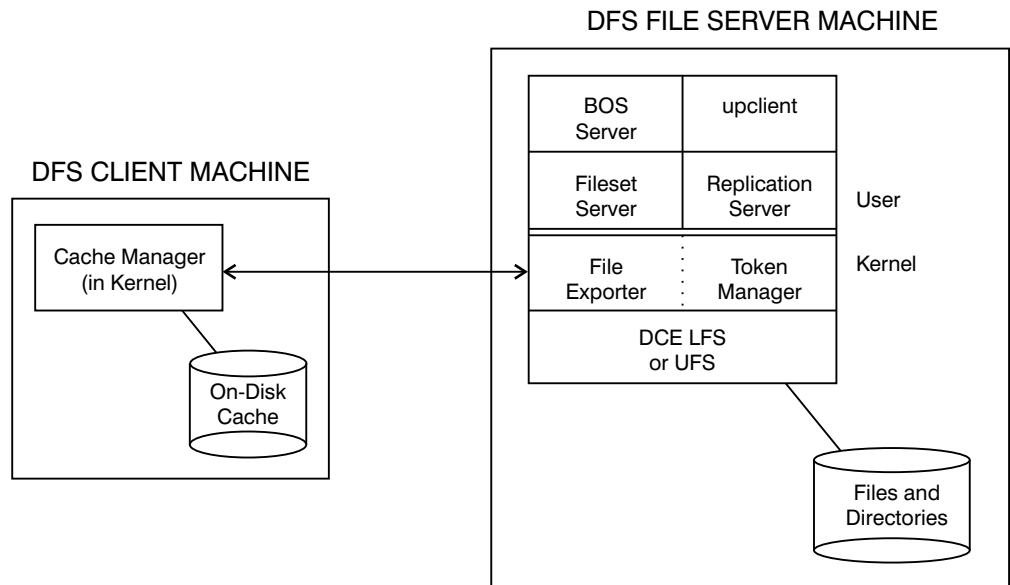 DFS FILE SERVER MACHINE
BOS
Server
upclient
DFS CLIENT MACHINE
Fileset
Server
Replication
Server
User
Cache Manager
(in Kernel)
File
Exporter
Token
Manager
Kernel
DCE LFS
or UFS
On-Disk
Cache
Files and
Directories